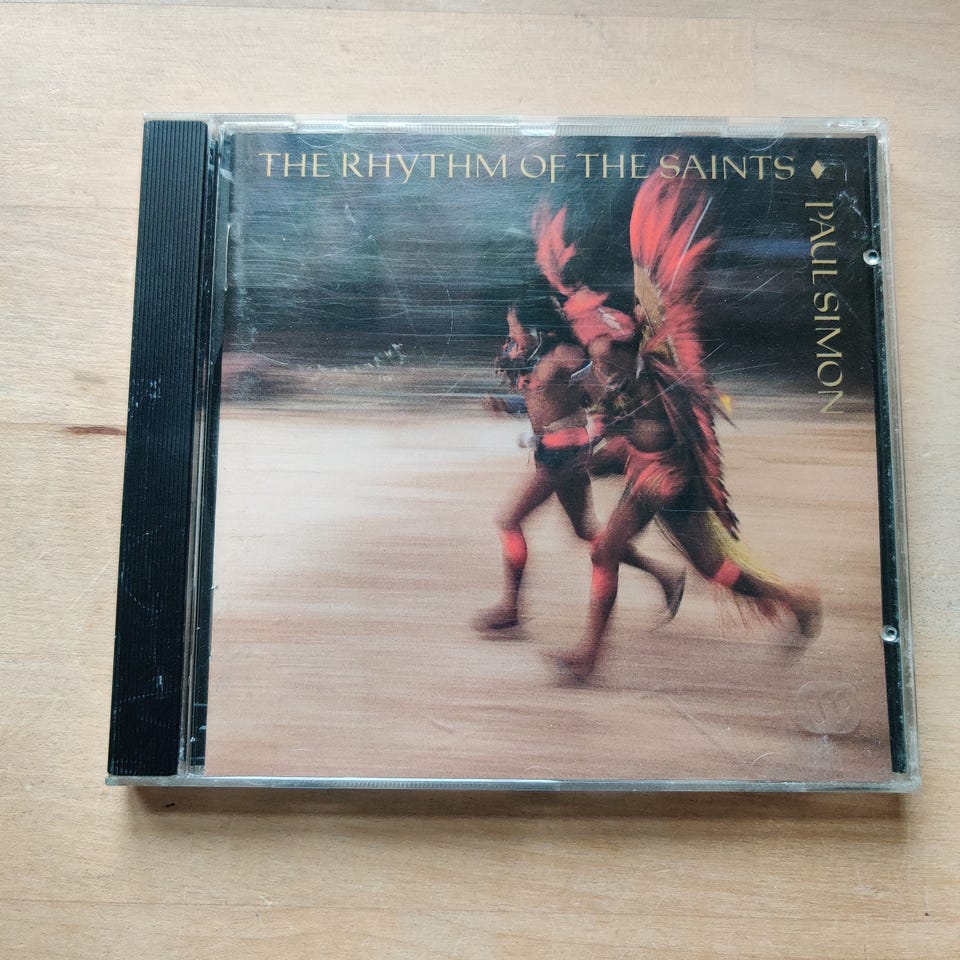 THE RHYTHM OF THE SAINTS
PAUL SIMON